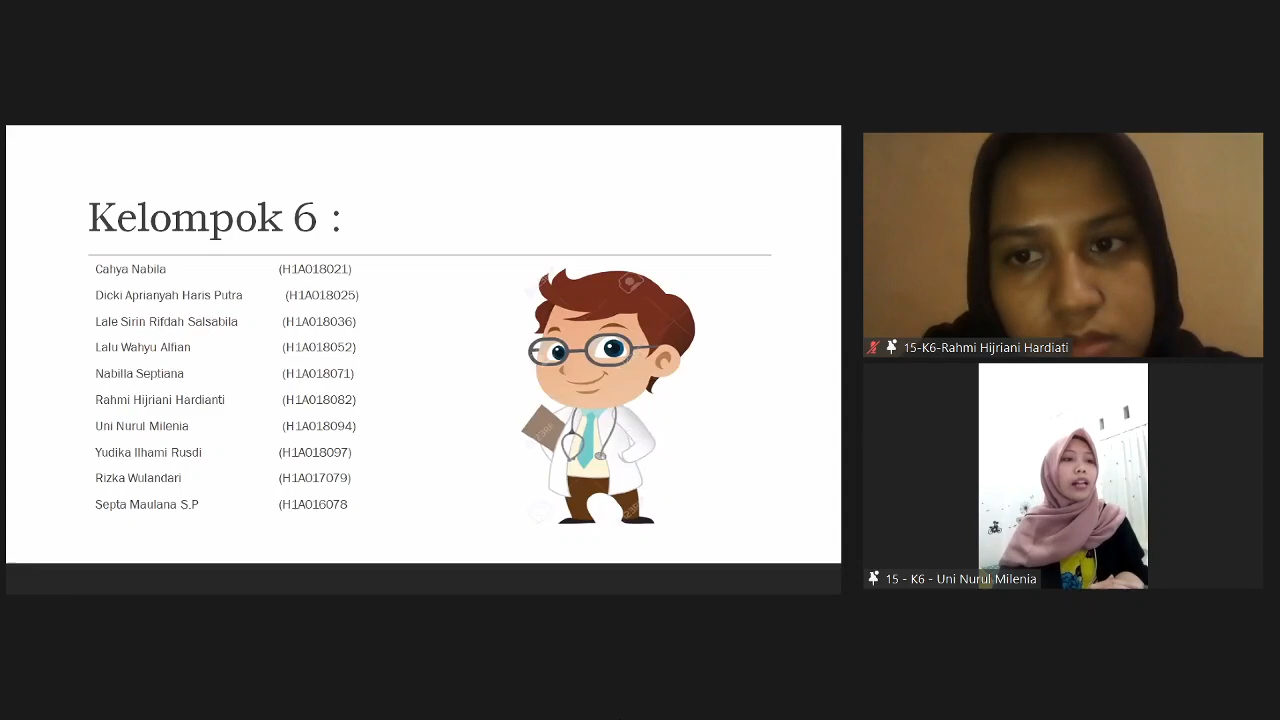 Kelompok 6 :
Cahya Nabila (H1A018021)
Dicki Aprianyah Haris Putra (H1A018025)
Lale Sirin Rifdah Salsabila (H1A018036)
Lalu Wahyu Alfian (H1A018052)
Nabilla Septiana (H1A018071)
Rahmi Hijriani Hardianti (H1A018082)
Uni Nurul Milenia (H1A018094)
Yudika Ilhami Rusdi (H1A018097)
Rizka Wulandari (H1A017079)
Septa Maulana S.P (H1A016078
15-K6-Rahmi Hijriani Hardiati
15 - K6 - Uni Nurul Milenia